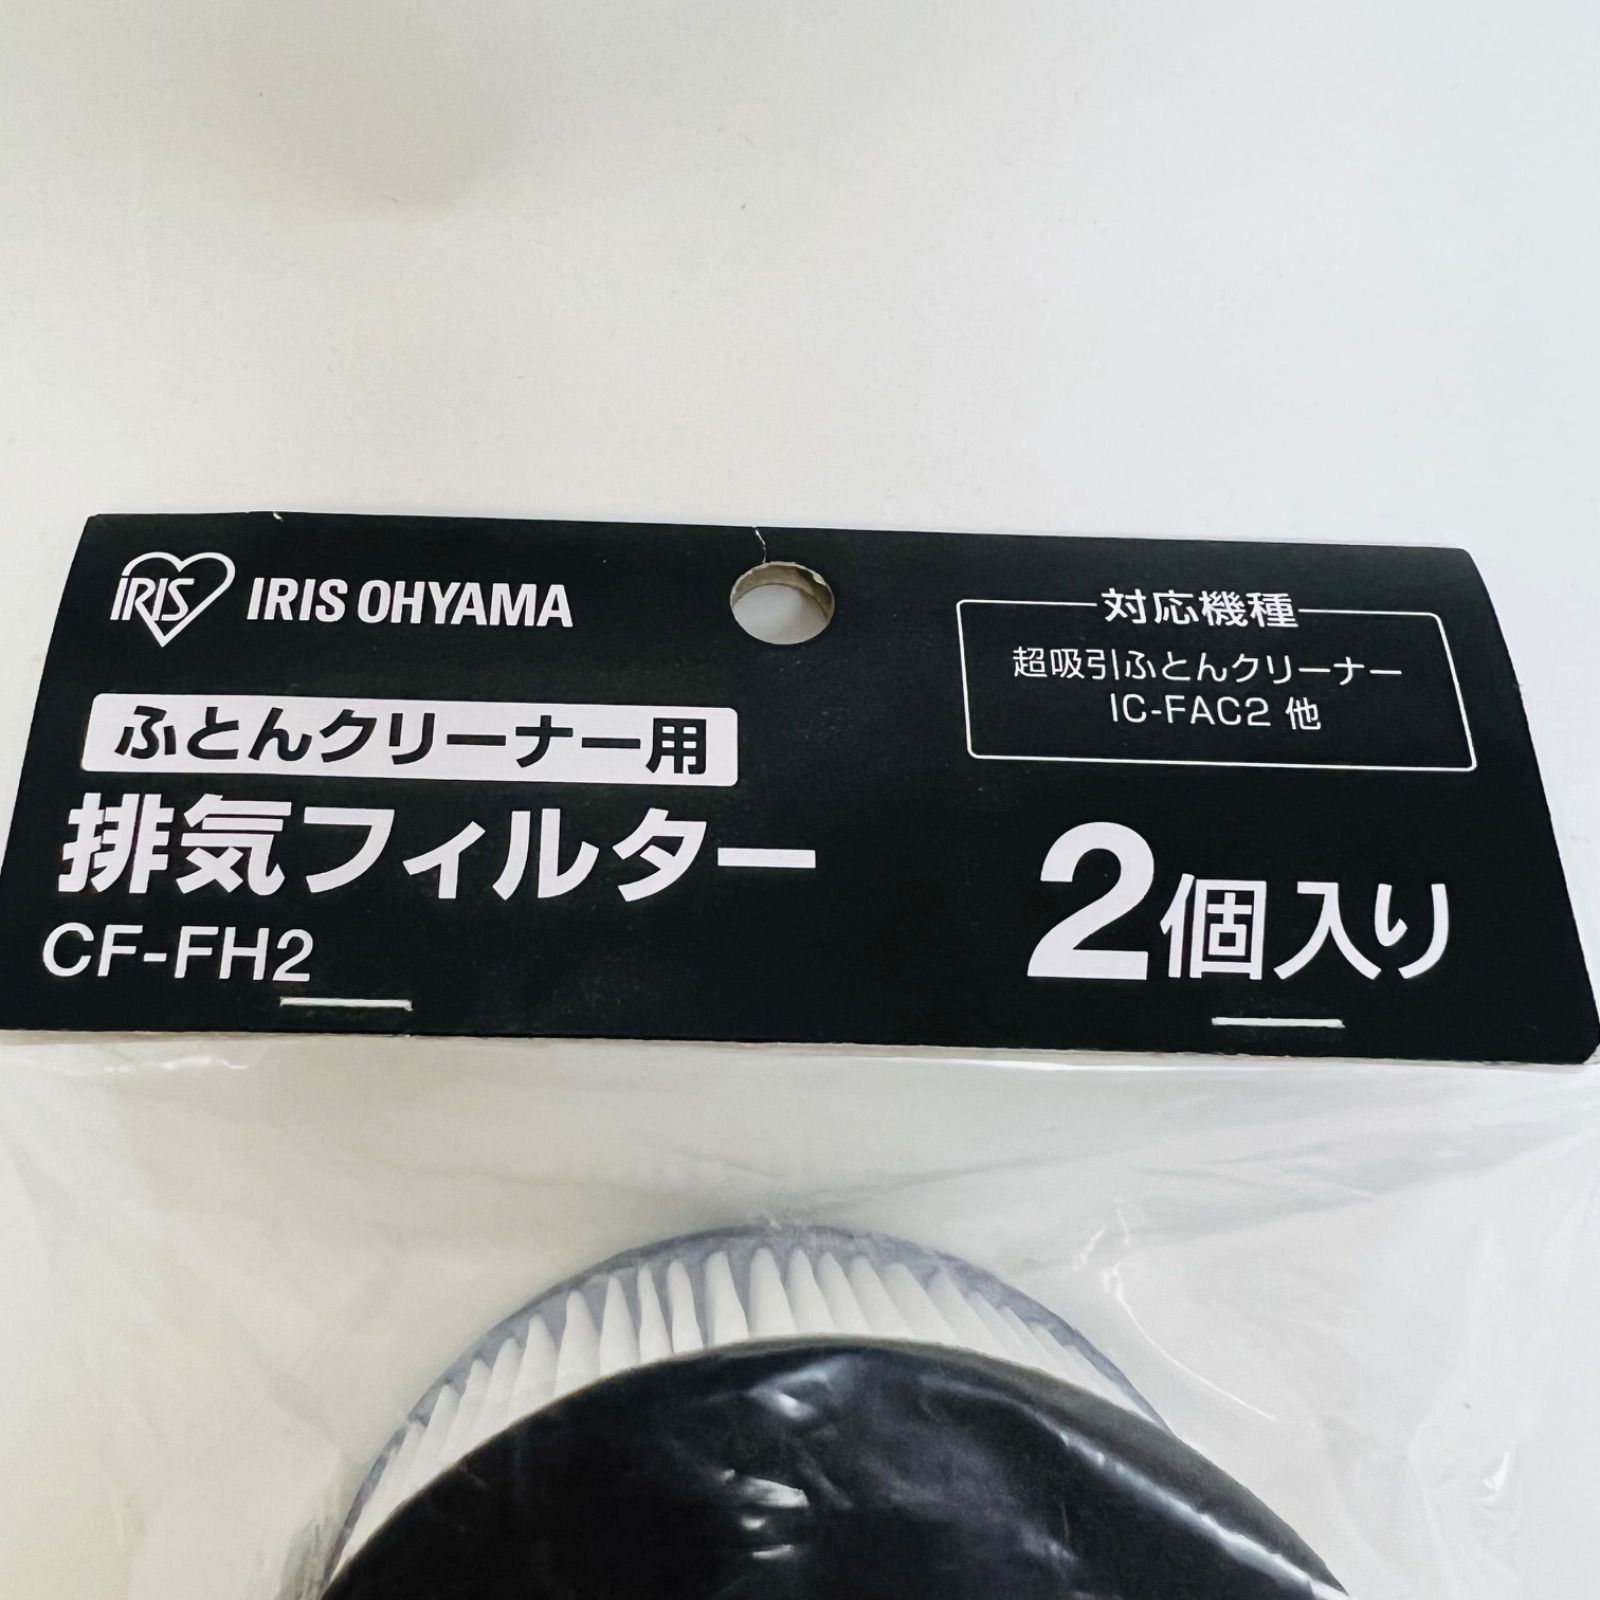 IRIS IRIS OHYAMA
ふとんクリーナー用
排気フィルター
CF-FH2
対応機種
超吸引ふとんクリーナー
IC-FAC2 他
2個入り